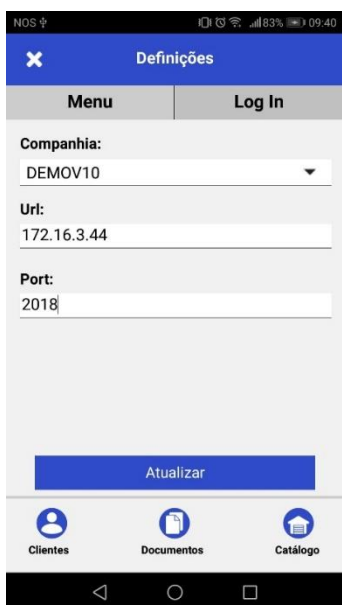 NOS 83% 09:40
Definições
Menu Log In
Companhia:
DEMOV10
Url:
172.16.3.44
Port:
2018
Atualizar
Clientes Documentos Catálogo